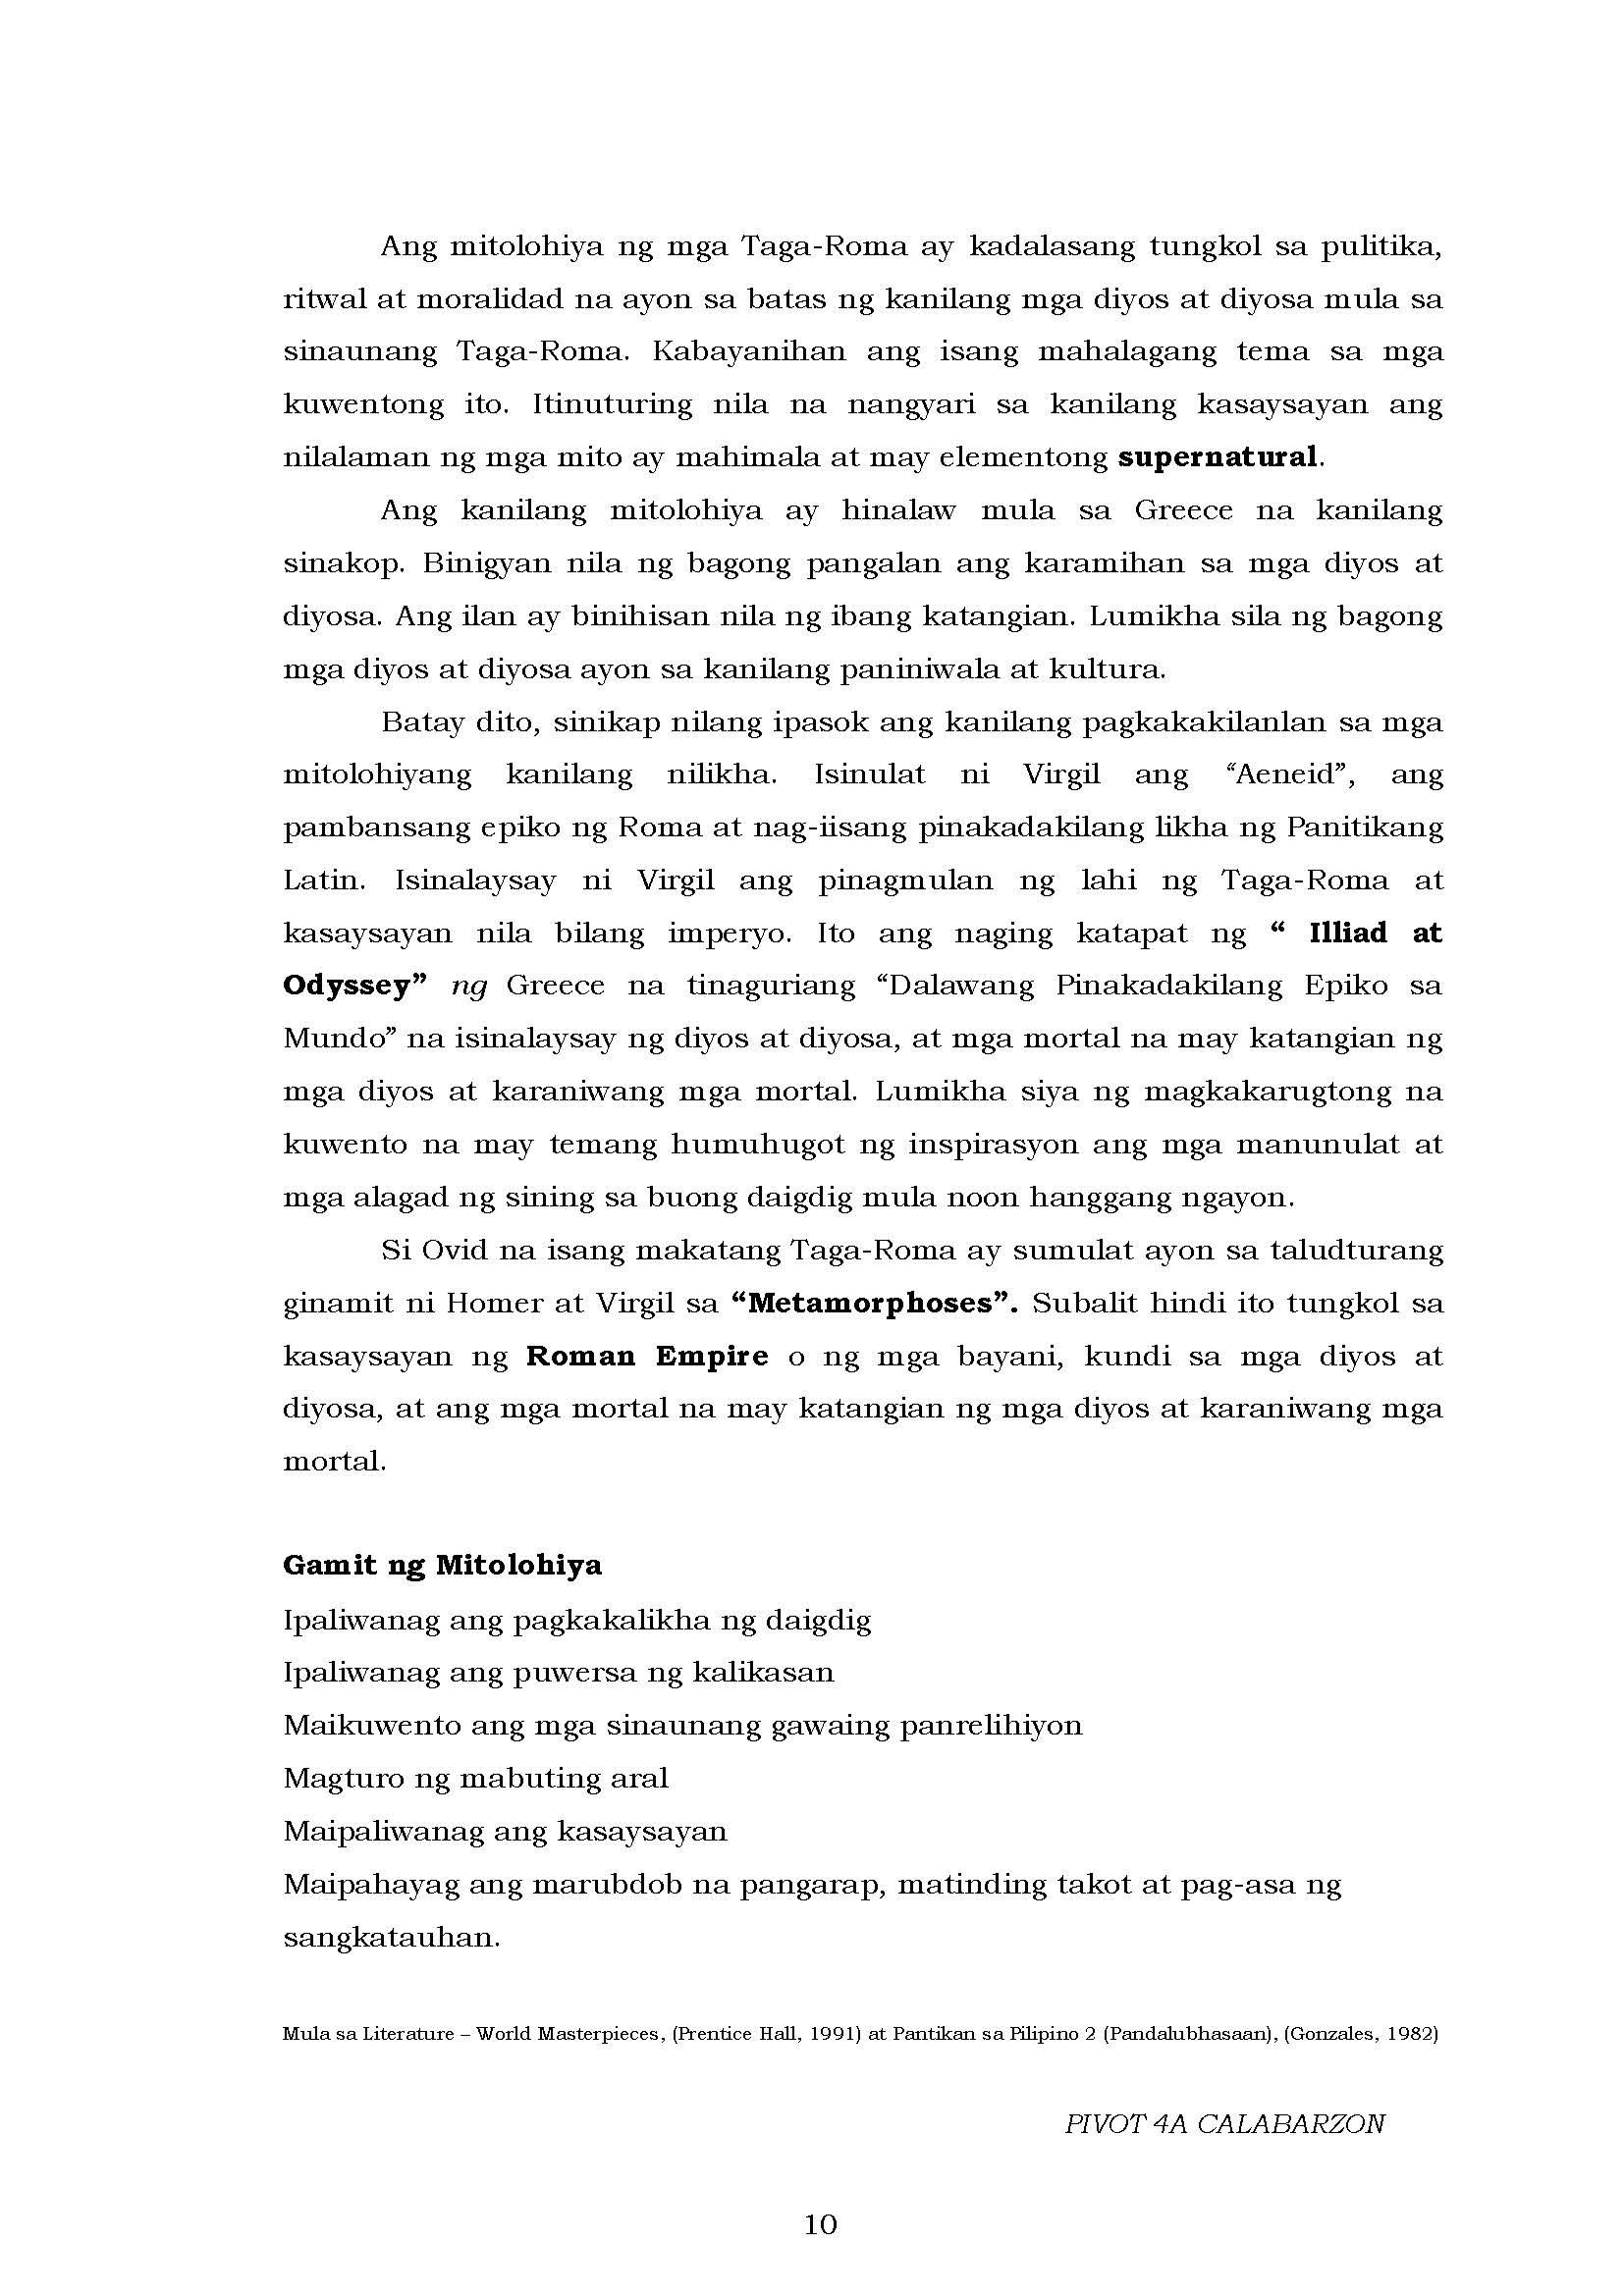 Ang mitolohiya ng mga Taga-Roma ay kadalasang tungkol sa pulitika,
ritwal at moralidad na ayon sa batas ng kanilang mga diyos at diyosa mula sa
sinaunang Taga-Roma. Kabayanihan ang isang mahalagang tema sa mga
kuwentong ito. Itinuturing nila na nangyari sa kanilang kasaysayan ang
nilalaman ng mga mito ay mahimala at may elementong supernatural.
Ang kanilang mitolohiya ay hinalaw mula sa Greece na kanilang
sinakop. Binigyan nila ng bagong pangalan ang karamihan sa mga diyos at
diyosa. Ang ilan ay binihisan nila ng ibang katangian. Lumikha sila ng bagong
mga diyos at diyosa ayon sa kanilang paniniwala at kultura.
Batay dito, sinikap nilang ipasok ang kanilang pagkakakilanlan sa mga
mitolohiyang kanilang nilikha. Isinulat ni Virgil ang “Aeneid”, ang
pambansang epiko ng Roma at nag-iisang pinakadakilang likha ng Panitikang
Latin. Isinalaysay ni Virgil ang pinagmulan ng lahi ng Taga-Roma at
kasaysayan nila bilang imperyo. Ito ang naging katapat ng “ Illiad at
Odyssey” ng Greece na tinaguriang “Dalawang Pinakadakilang Epiko sa
Mundo” na isinalaysay ng diyos at diyosa, at mga mortal na may katangian ng
mga diyos at karaniwang mga mortal. Lumikha siya ng magkakarugtong na
kuwento na may temang humuhugot ng inspirasyon ang mga manunulat at
mga alagad ng sining sa buong daigdig mula noon hanggang ngayon.
Si Ovid na isang makatang Taga-Roma ay sumulat ayon sa taludturang
ginamit ni Homer at Virgil sa “Metamorphoses”. Subalit hindi ito tungkol sa
kasaysayan ng Roman Empire o ng mga bayani, kundi sa mga diyos at
diyosa, at ang mga mortal na may katangian ng mga diyos at karaniwang mga
mortal.
Gamit ng Mitolohiya
Ipaliwanag ang pagkakalikha ng daigdig
Ipaliwanag ang puwersa ng kalikasan
Maikuwento ang mga sinaunang gawaing panrelihiyon
Magturo ng mabuting aral
Maipaliwanag ang kasaysayan
Maipahayag ang marubdob na pangarap, matinding takot at pag-asa ng
sangkatauhan.
Mula sa Literature – World Masterpieces, (Prentice Hall, 1991) at Pantikan sa Pilipino 2 (Pandalubhasaan), (Gonzales, 1982)
PIVOT 4A CALABARZON
10